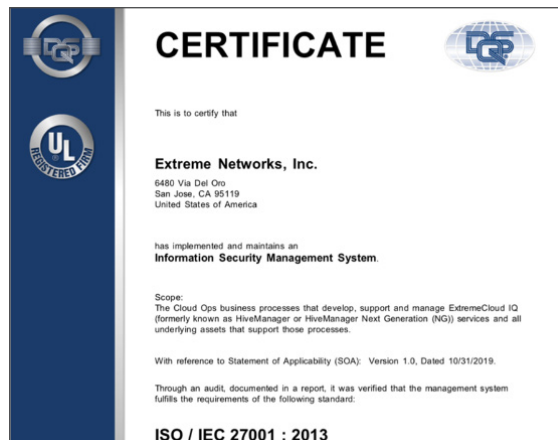 DQS
CERTIFICATE
DQS
This is to certify that
UL
REGISTERED FIRM
Extreme Networks, Inc.
6480 Via Del Oro
San Jose, CA 95119
United States of America
has implemented and maintains an
Information Security Management System.
Scope:
The Cloud Ops business processes that develop, support and manage ExtremeCloud IQ
(formerly known as HiveManager or HiveManager Next Generation (NG)) services and all
underlying assets that support those processes.
With reference to Statement of Applicability (SOA): Version 1.0, Dated 10/31/2019.
Through an audit, documented in a report, it was verified that the management system
fulfills the requirements of the following standard:
ISO / IEC 27001 : 2013